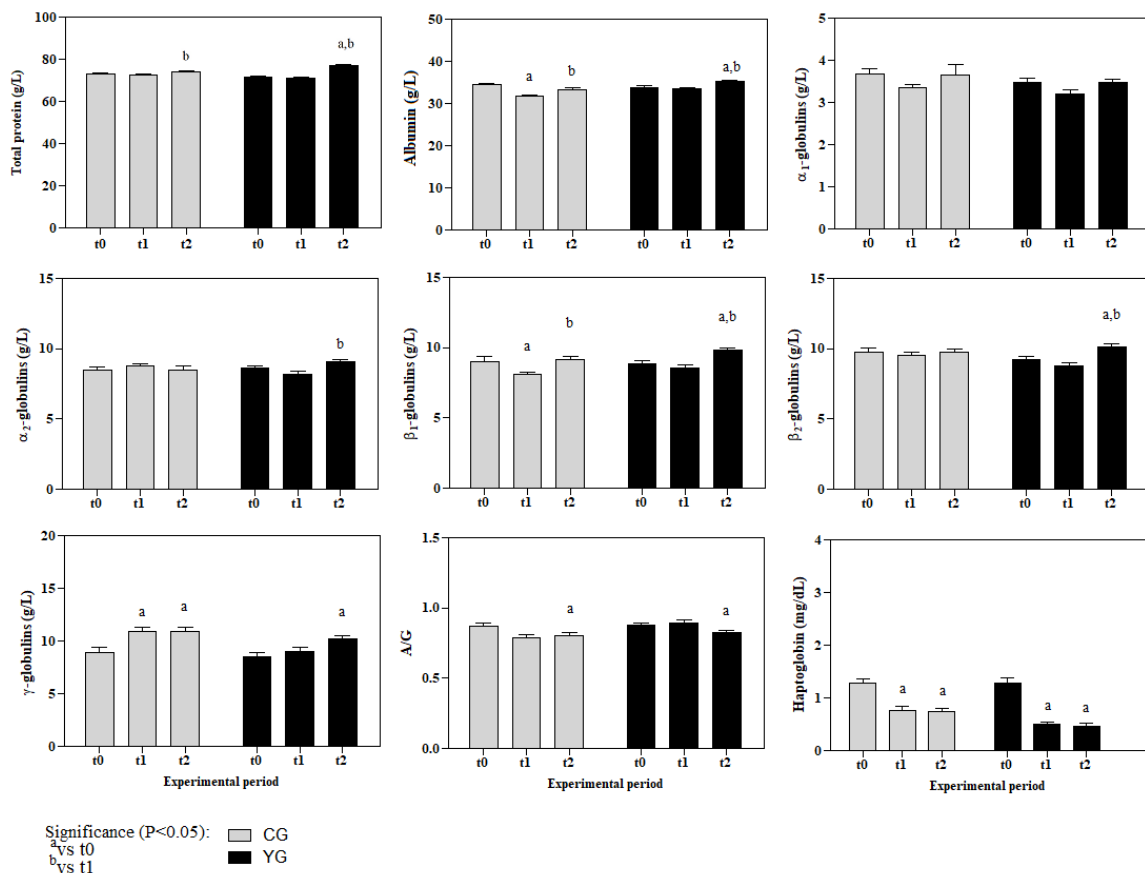 Total protein (g/L)
100
80
60
40
20
0
b
a,b
t0 t1 t2 t0 t1 t2
Albumin (g/L)
50
40
30
20
10
0
a
b
a,b
t0 t1 t2 t0 t1 t2
α1-globulins (g/L)
5
4
3
2
1
0
t0 t1 t2 t0 t1 t2
α2-globulins (g/L)
15
10
5
0
b
t0 t1 t2 t0 t1 t2
β1-globulins (g/L)
15
10
5
0
a
b
a,b
t0 t1 t2 t0 t1 t2
β2-globulins (g/L)
15
10
5
0
a,b
t0 t1 t2 t0 t1 t2
γ-globulins (g/L)
20
15
10
5
0
a a a
t0 t1 t2 t0 t1 t2
Experimental period
A/G
1.5
1.0
0.5
0.0
a a
t0 t1 t2 t0 t1 t2
Experimental period
Haptoglobin (mg/dL)
4
3
2
1
0
a a a a
t0 t1 t2 t0 t1 t2
Experimental period
Significance (P<0.05):
a vs t0
b vs t1
CG
YG